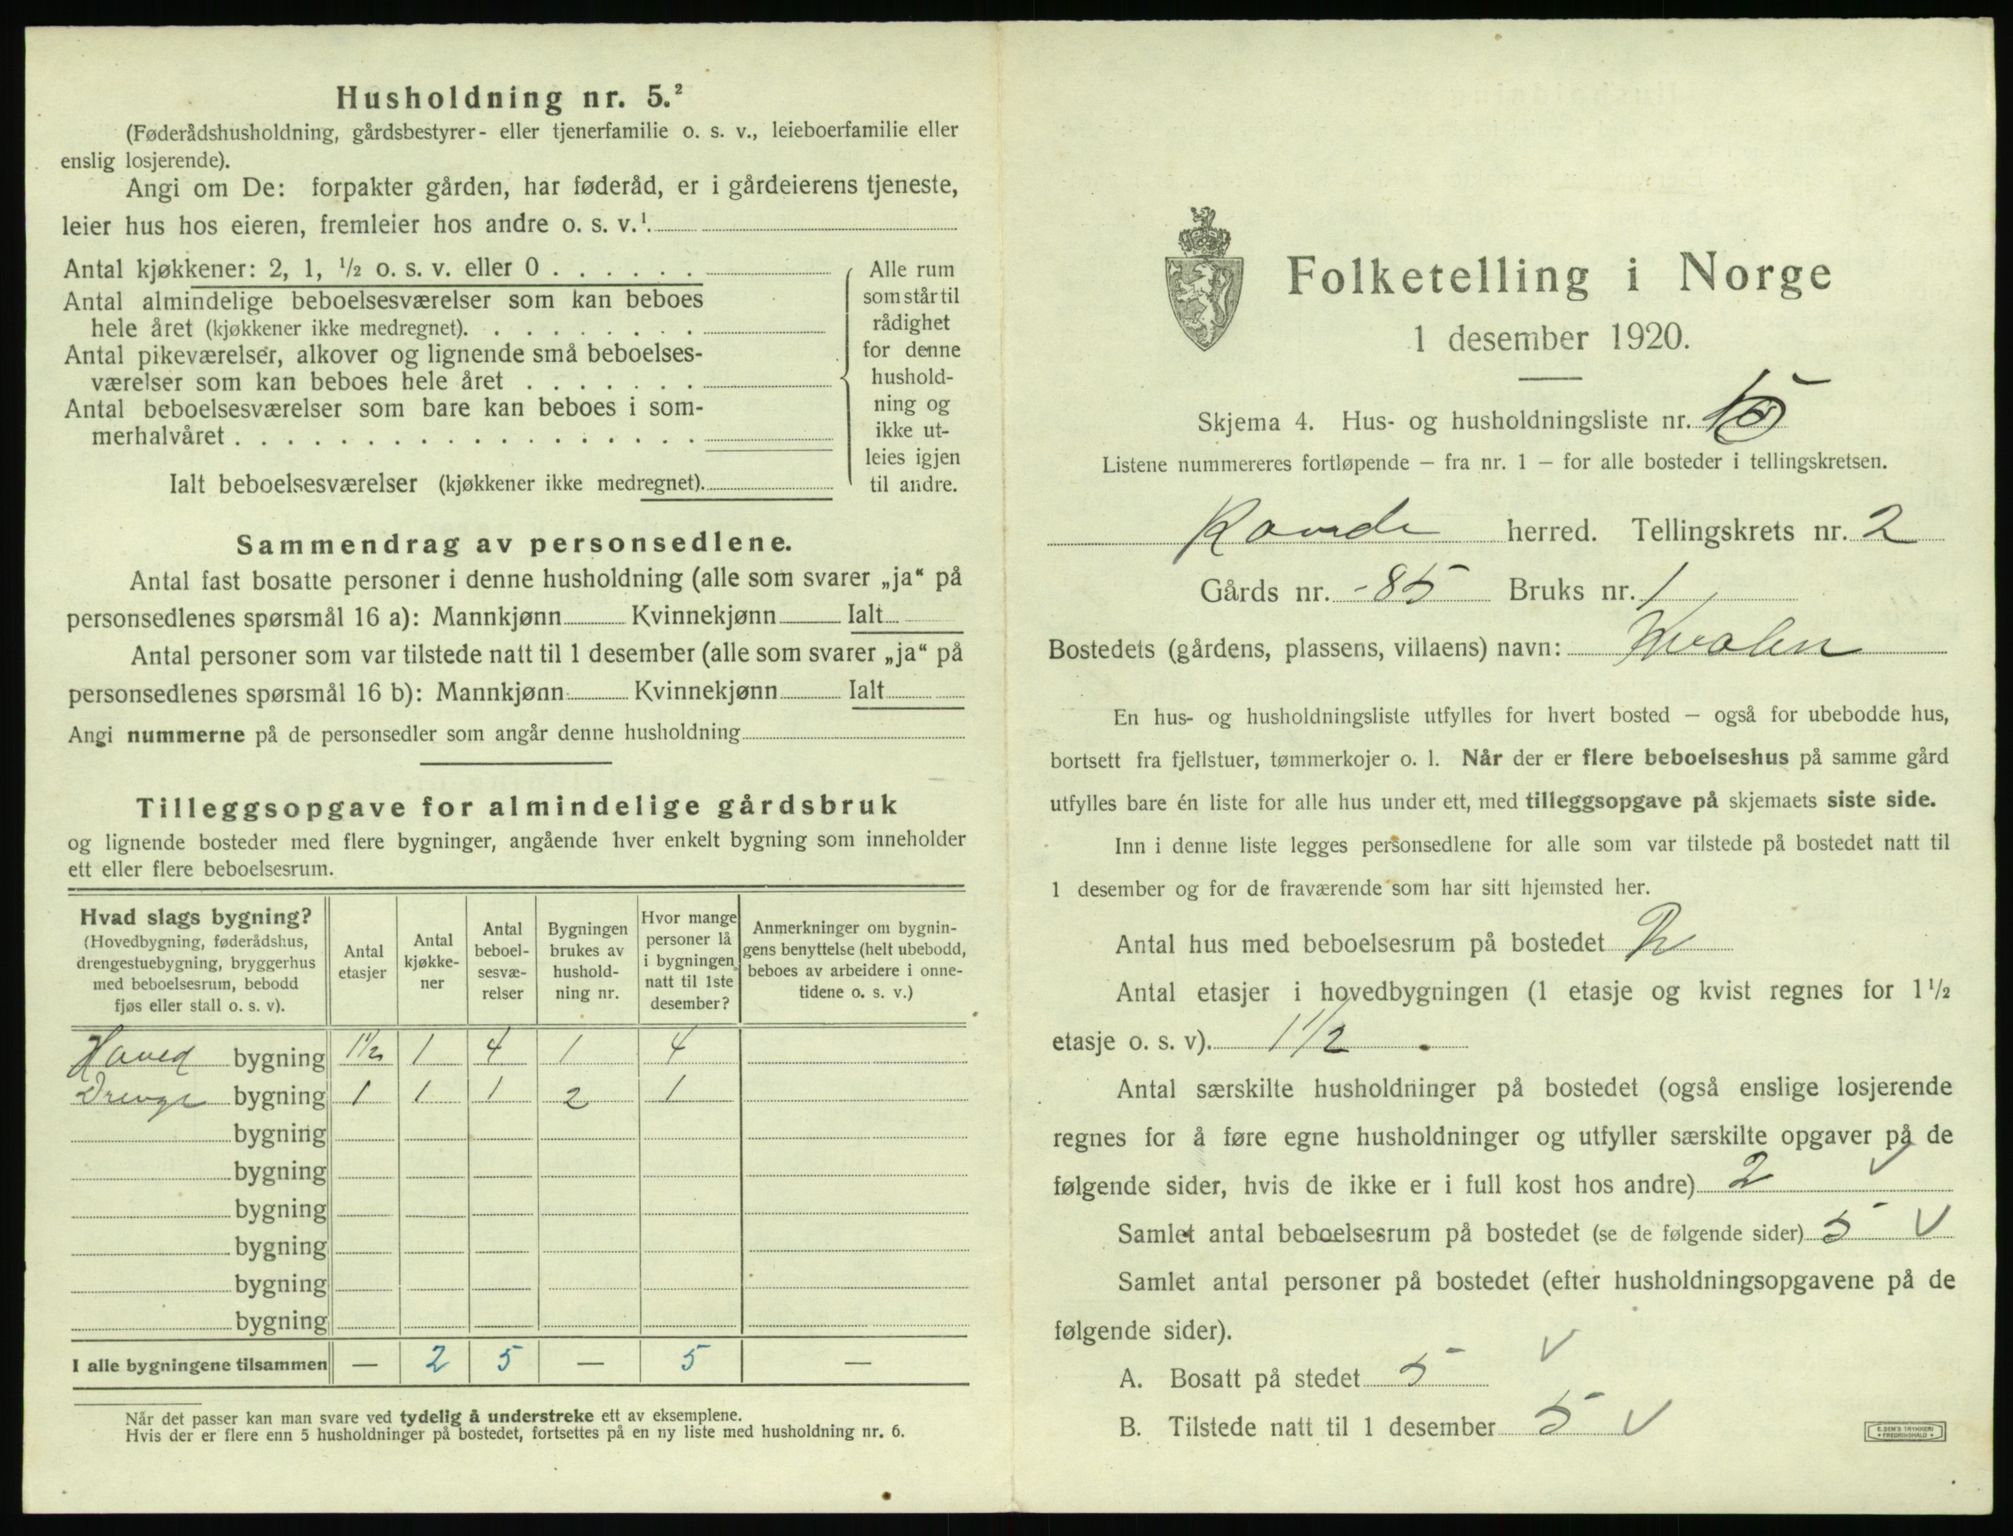 Husholdning nr. 5.²
(Føderådshusholdning, gårdsbestyrer- eller tjenerfamilie o. s. v., leieboerfamilie eller
enslig losjerende).
Angi om De: forpakter gården, har føderåd, er i gårdeierens tjeneste,
leier hus hos eieren, fremleier hos andre o. s. v.¹
Antal kjøkkener: 2, 1, ½ o. s. v. eller 0
Antal almindelige beboelsesværelser som kan beboes
hele året (kjøkkener ikke medregnet).
Antal pikeværelser, alkover og lignende små beboelses-
værelser som kan beboes hele året
Antal beboelsesværelser som bare kan beboes i som-
merhalvåret
Ialt beboelsesværelser (kjøkkener ikke medregnet).
Alle rum
som står til
rådighet
for denne
hushold-
ning og
ikke ut-
leies igjen
til andre.
Sammendrag av personsedlene.
Antal fast bosatte personer i denne husholdning (alle som svarer „ja“ på
personsedlenes spørsmål 16 a): Mannkjønn Kvinnekjønn Ialt
Antal personer som var tilstede natt til 1 desember (alle som svarer „ja“ på
personsedlenes spørsmål 16 b): Mannkjønn Kvinnekjønn Ialt
Angi nummerne på de personsedler som angår denne husholdning
Tilleggsopgave for almindelige gårdsbruk
og lignende bosteder med flere bygninger, angående hver enkelt bygning som inneholder
ett eller flere beboelsesrum.
Hvad slags bygning?
(Hovedbygning, føderådshus,
drengestuebygning, bryggerhus
med beboelsesrum, bebodd
fjøs eller stall o. s. v).
Antal
etasjer
Antal
kjøkke-
ner
Antal
beboel-
sesvæ-
relser
Bygningen
brukes av
hushold-
ning nr.
Hvor mange
personer lå
i bygningen
natt til 1ste
desember?
Anmerkninger om bygnin-
gens benyttelse (helt ubebodd,
beboes av arbeidere i onne-
tidene o. s. v.)
Hoved bygning 1½ 1 4 1 4
Drenge bygning 1 1 1 2 1
bygning
bygning
bygning
bygning
bygning
bygning
I alle bygningene tilsammen — 2 5 — 5 —
Når det passer kan man svare ved tydelig å understreke ett av eksemplene.
Hvis der er flere enn 5 husholdninger på bostedet, fortsettes på en ny liste med husholdning nr. 6.
Folketelling i Norge
1 desember 1920.
Skjema 4. Hus- og husholdningsliste nr.
Listene nummereres fortløpende — fra nr. 1 — for alle bosteder i tellingskretsen.
herred. Tellingskrets nr. 2
Gårds nr. 85 Bruks nr. 1
Bostedets (gårdens, plassens, villaens) navn:
En hus- og husholdningsliste utfylles for hvert bosted — også for ubebodde hus,
bortsett fra fjellstuer, tømmerkojer o. l. Når der er flere beboelseshus på samme gård
utfylles bare én liste for alle hus under ett, med tilleggsopgave på skjemaets siste side.
Inn i denne liste legges personsedlene for alle som var tilstede på bostedet natt til
1 desember og for de fraværende som har sitt hjemsted her.
Antal hus med beboelsesrum på bostedet 2
Antal etasjer i hovedbygningen (1 etasje og kvist regnes for 1½
etasje o. s. v). 1½
Antal særskilte husholdninger på bostedet (også enslige losjerende
regnes for å føre egne husholdninger og utfyller særskilte opgaver på de
følgende sider, hvis de ikke er i full kost hos andre) 2
Samlet antal beboelsesrum på bostedet (se de følgende sider) 5
Samlet antal personer på bostedet (efter husholdningsopgavene på de
følgende sider).
A. Bosatt på stedet 5
B. Tilstede natt til 1 desember 5
E. SEM'S TRYKKERI
FREDRIKSHALD